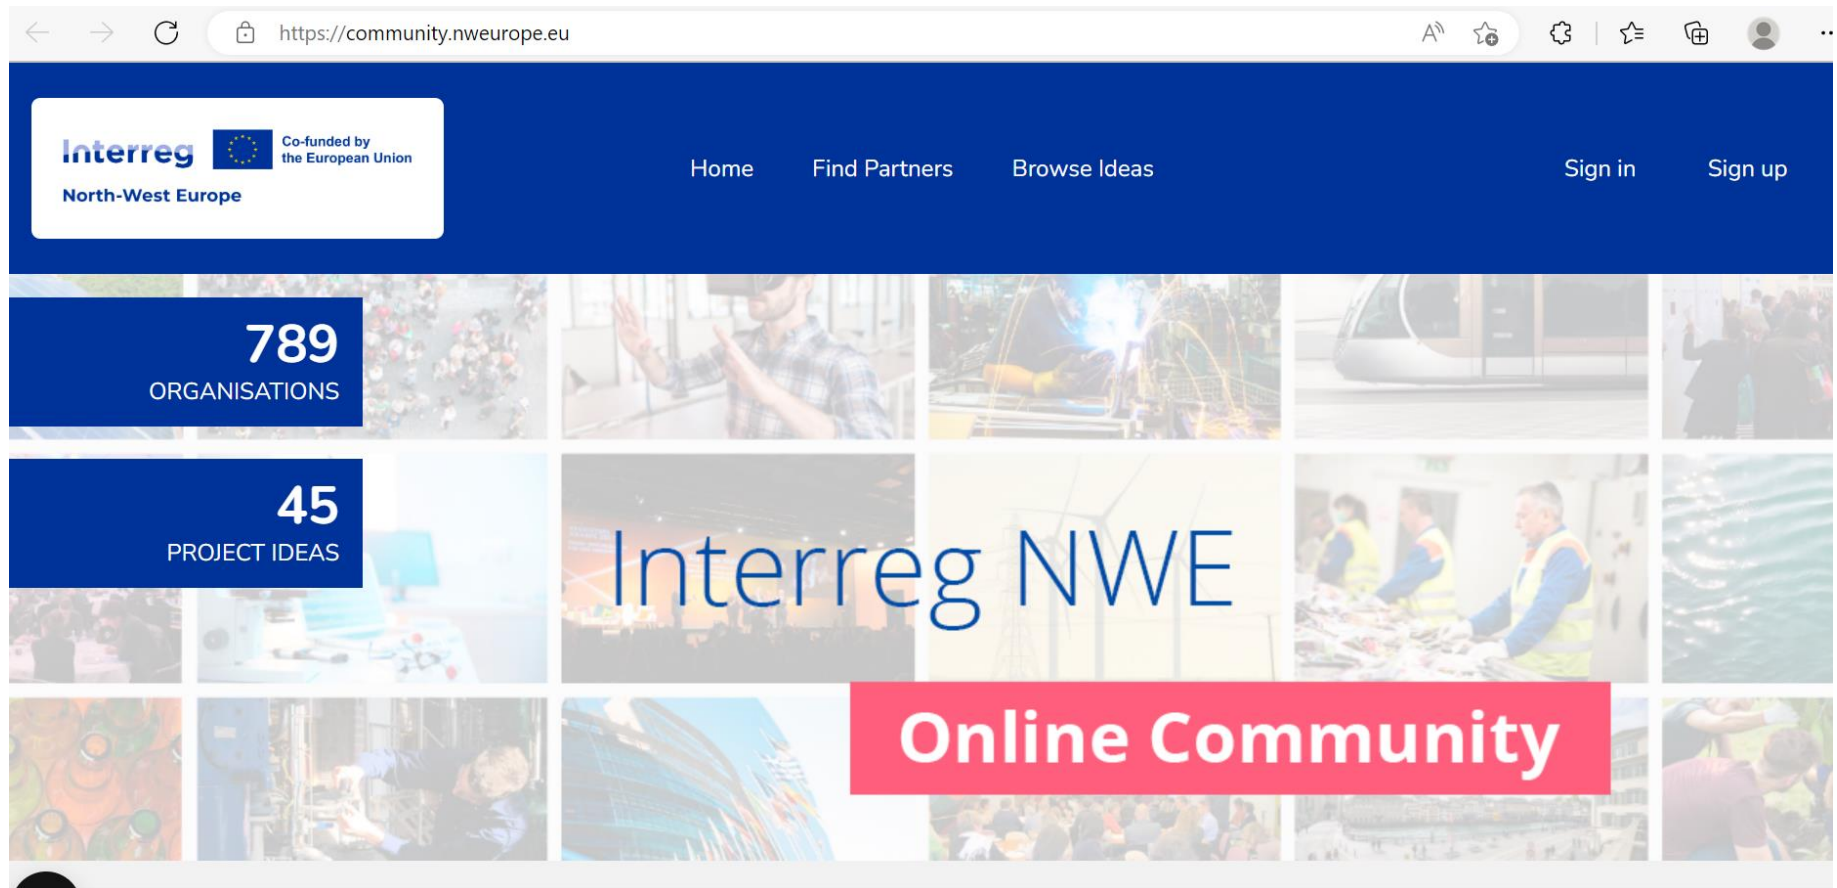 https://community.nweurope.eu
Interreg
Co-funded by
the European Union
North-West Europe
Home Find Partners Browse Ideas Sign in Sign up
789
ORGANISATIONS
45
PROJECT IDEAS
Interreg NWE
Online Community